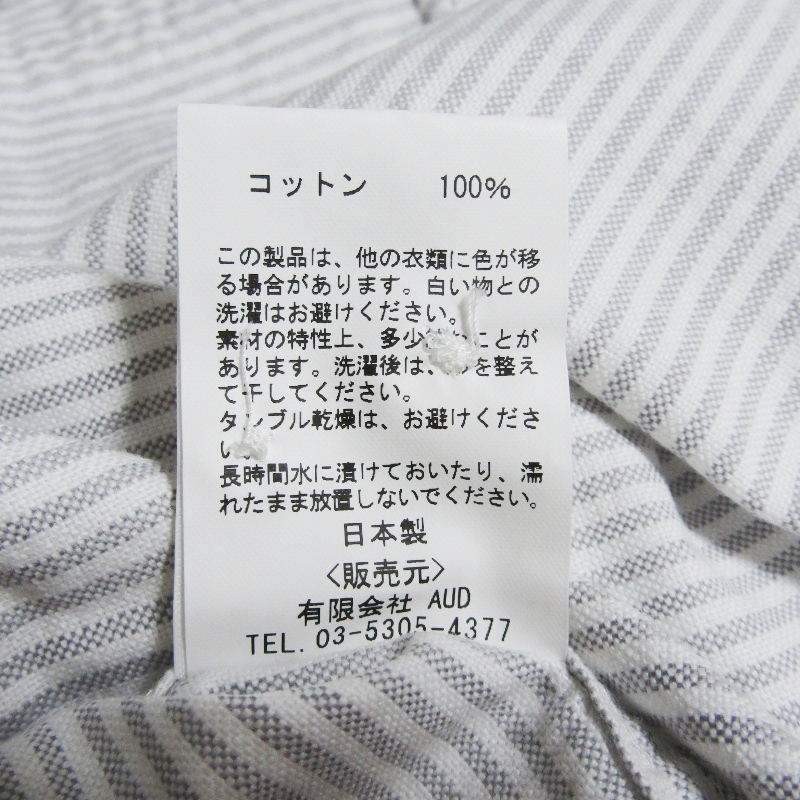 コットン　　100%
この製品は、他の衣類に色が移
る場合があります。白い物との
洗濯はお避けください。
素材の特性上、多少 ことが
あります。洗濯後は、 を整え
て干してください。
タンブル乾燥は、お避けくださ
い。
長時間水に漬けておいたり、濡
れたまま放置しないでください。
日本製
<販売元>
有限会社 AUD
TEL. 03-5305-4377